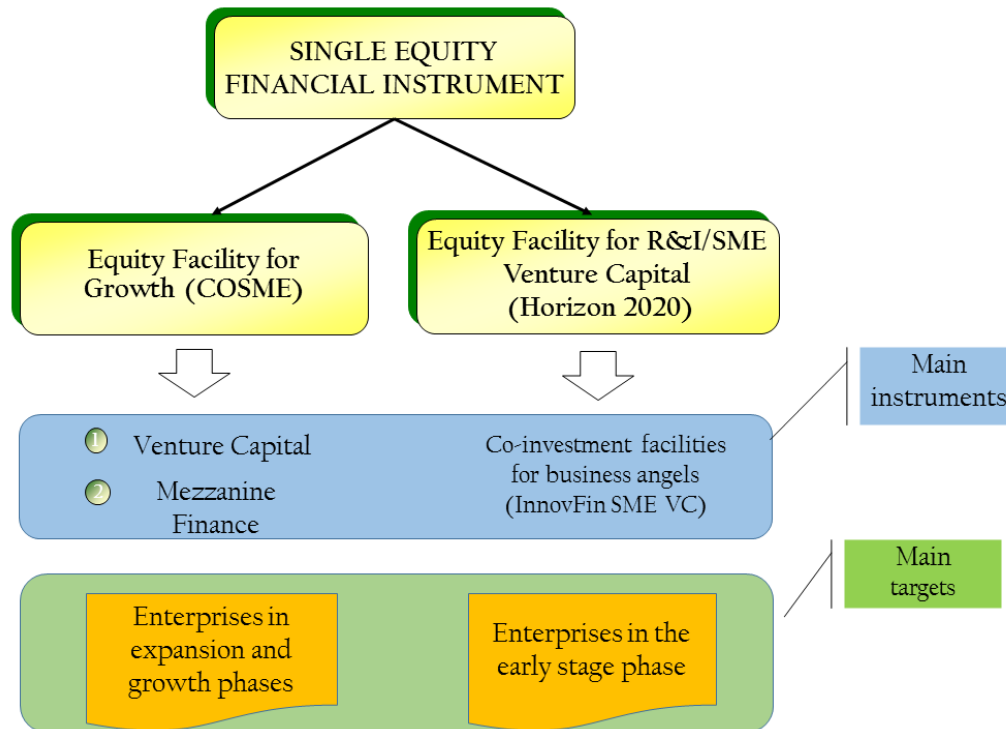 SINGLE EQUITY
FINANCIAL INSTRUMENT
Equity Facility for
Growth (COSME)
Equity Facility for R&I/SME
Venture Capital
(Horizon 2020)
Main
instruments
1 Venture Capital
2 Mezzanine
Finance
Co-investment facilities
for business angels
(InnovFin SME VC)
Main
targets
Enterprises in
expansion and
growth phases
Enterprises in the
early stage phase